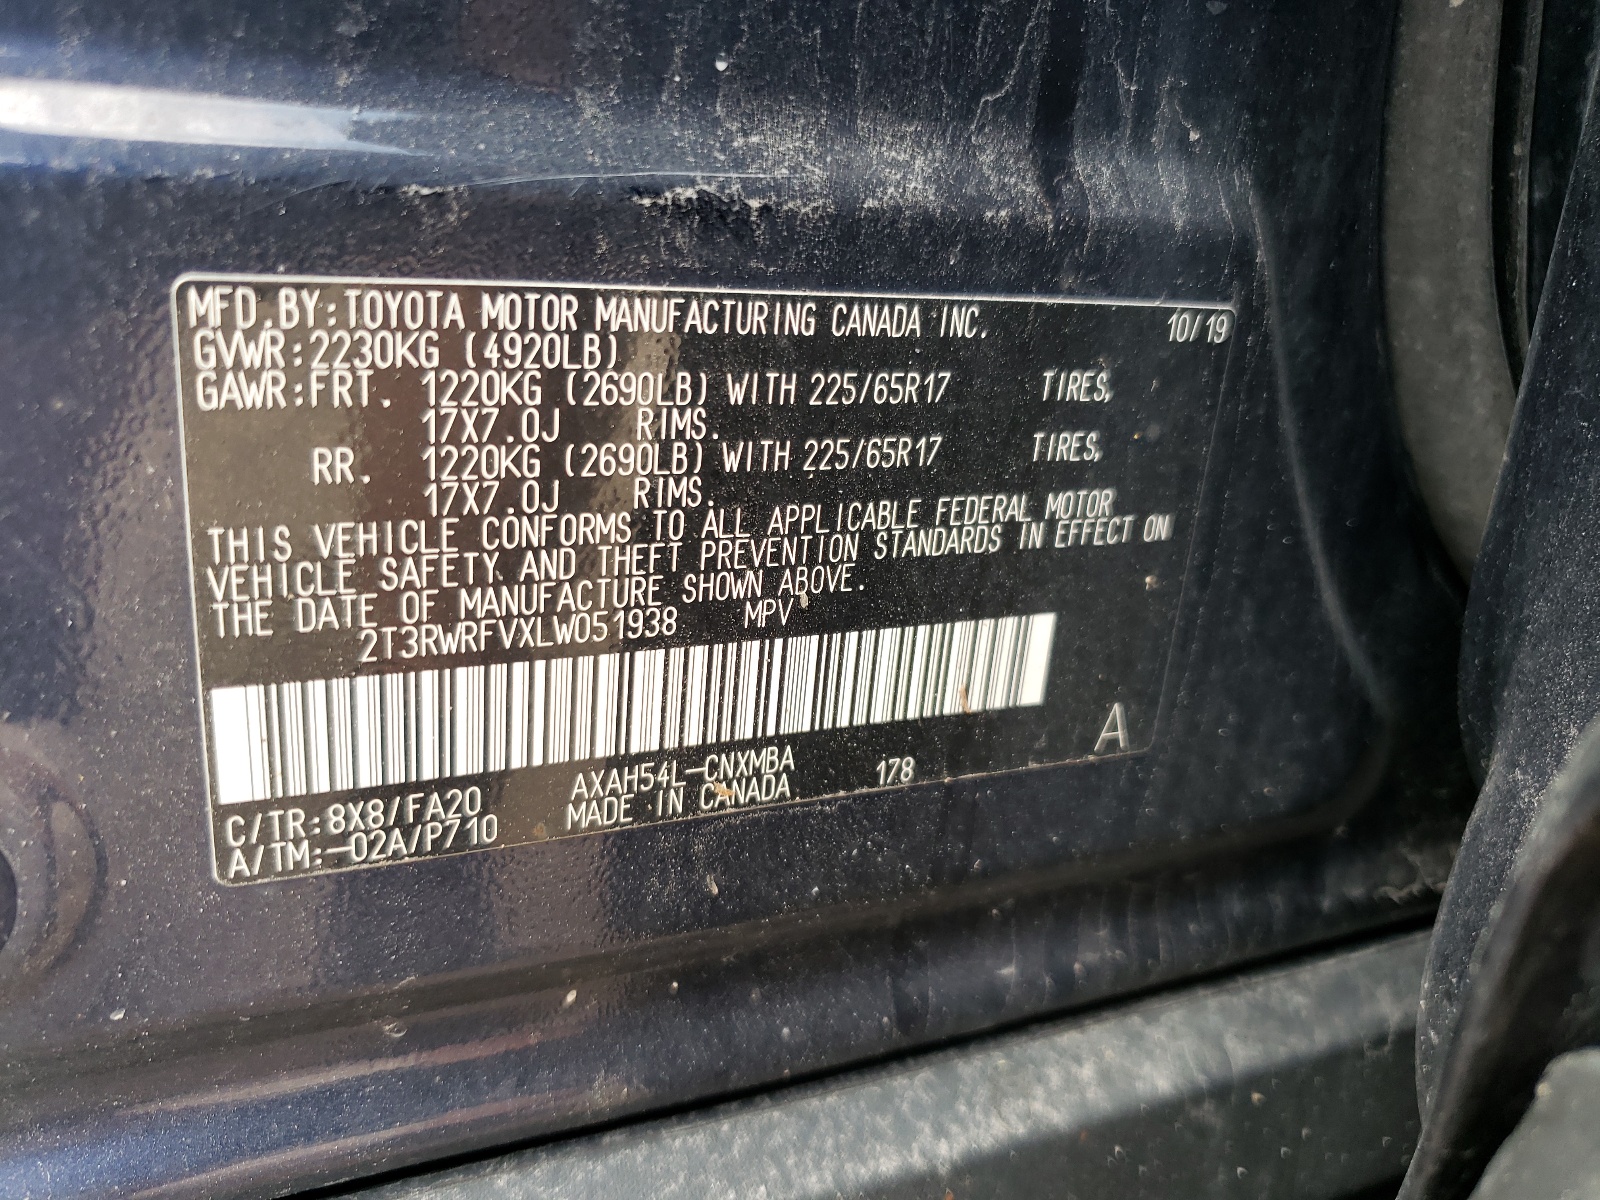 MFD.BY:TOYOTA MOTOR MANUFACTURING CANADA INC. 10/19
GVWR:2230KG (4920LB)
GAWR:FRT. 1220KG (2690LB) WITH 225/65R17 TIRES,
17X7.0J RIMS.
RR. 1220KG (2690LB) WITH 225/65R17 TIRES,
17X7.0J RIMS.
THIS VEHICLE CONFORMS TO ALL APPLICABLE FEDERAL MOTOR
VEHICLE SAFETY AND THEFT PREVENTION STANDARDS IN EFFECT ON
THE DATE OF MANUFACTURE SHOWN ABOVE.
2T3RWRFVXLW051938 MPV
A
AXAH54L-CNXMBA 178
C/TR:8X8/FA20 MADE IN CANADA
A/TM:-02A/P710